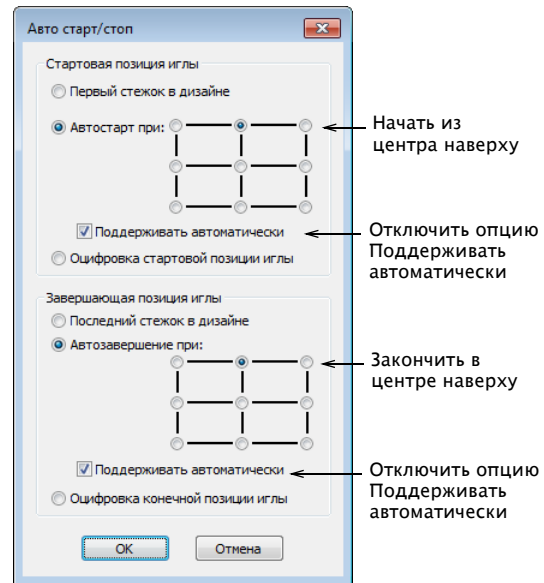 Авто старт/стоп
Стартовая позиция иглы
Первый стежок в дизайне
Автостарт при:
Начать из
центра наверху
Поддерживать автоматически
Отключить опцию
Поддерживать
автоматически
Оцифровка стартовой позиции иглы
Завершающая позиция иглы
Последний стежок в дизайне
Автозавершение при:
Закончить в
центре наверху
Поддерживать автоматически
Отключить опцию
Поддерживать
автоматически
Оцифровка конечной позиции иглы
OK
Отмена